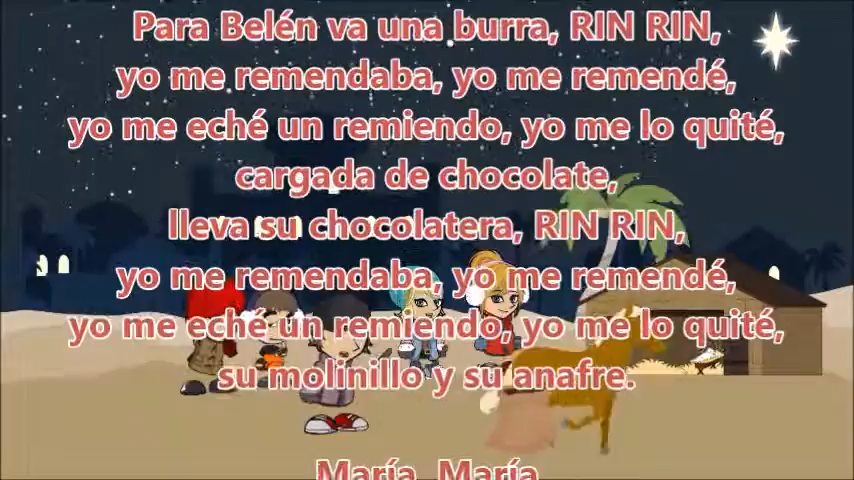 Para Belén va una burra, RIN RIN,
yo me remendaba, yo me remendé,
yo me eché un remiendo, yo me lo quité,
cargada de chocolate,
lleva su chocolatera, RIN RIN,
yo me remendaba, yo me remendé,
yo me eché un remiendo, yo me lo quité,
su molinillo y su anafre.
María, María